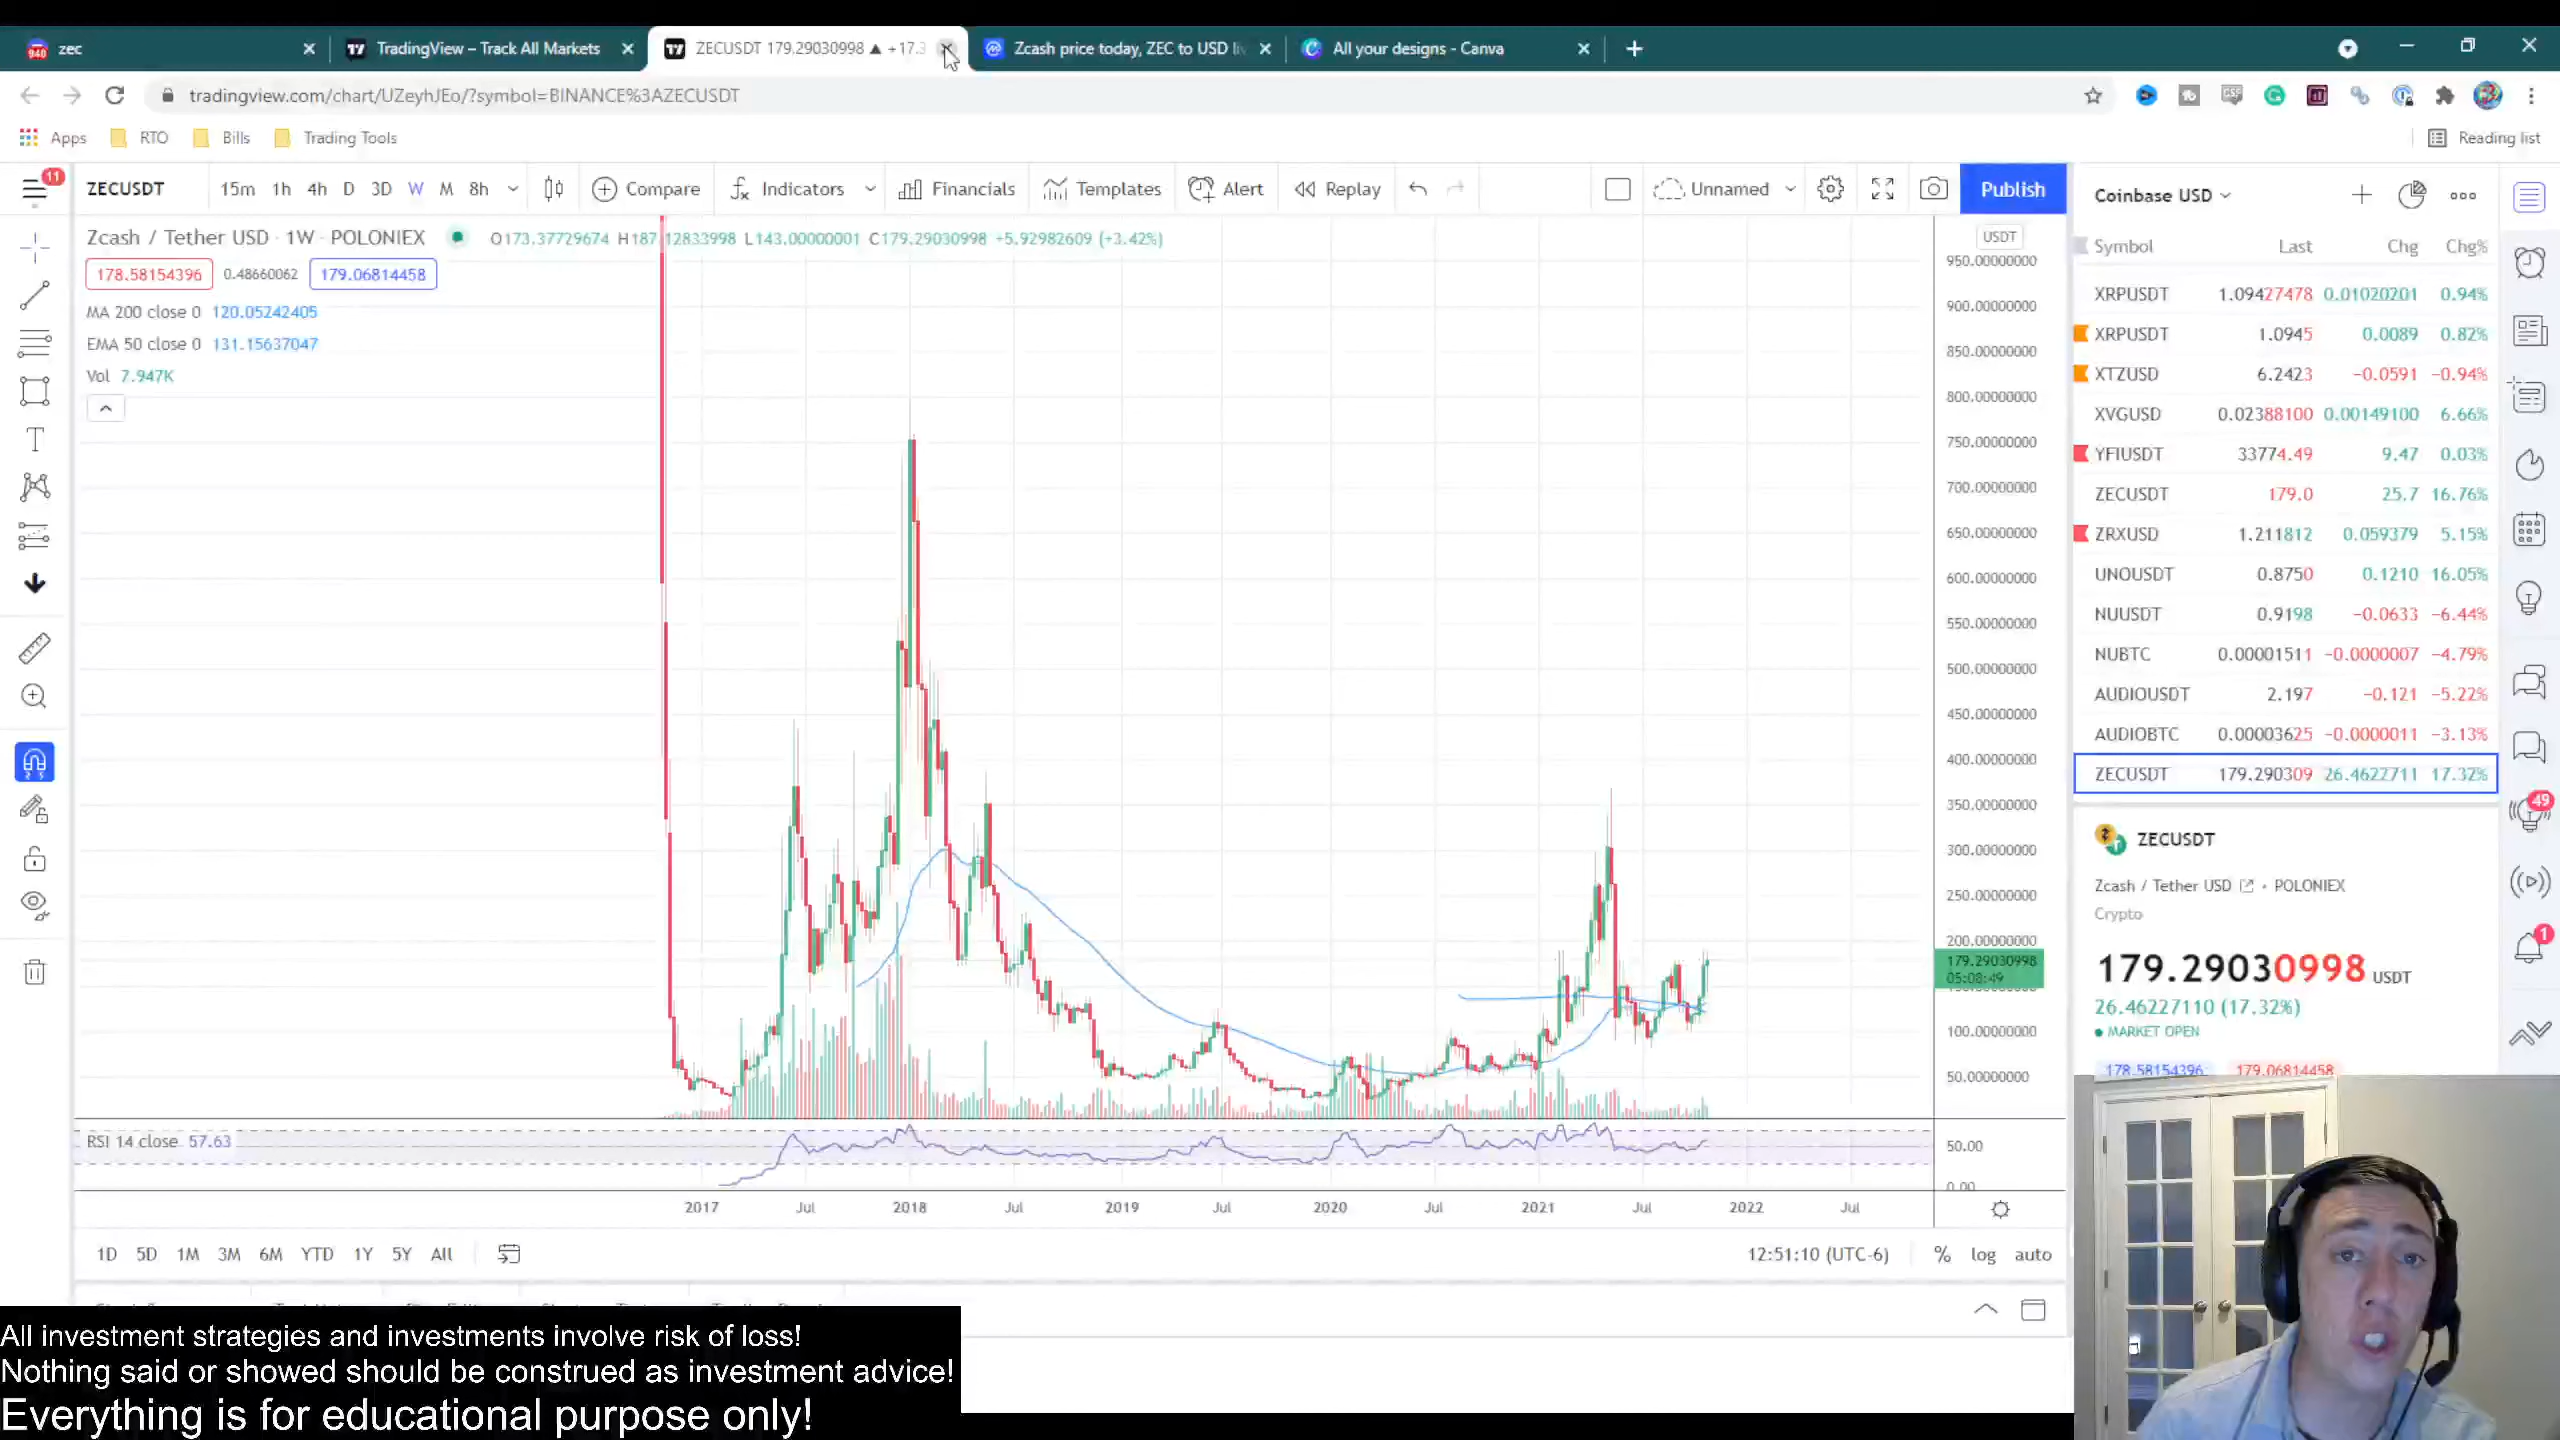 zec
TradingView – Track All Markets
ZECUSDT 179.29030998 ▲ +17.3
Zcash price today, ZEC to USD li
All your designs - Canva
tradingview.com/chart/UZeyhJEo/?symbol=BINANCE%3AZECUSDT
Apps RTO Bills Trading Tools
Reading list
11
ZECUSDT 15m 1h 4h D 3D W M 8h Compare Indicators Financials Templates Alert Replay Unnamed Publish
Zcash / Tether USD · 1W · POLONIEX O173.37729674 H187.12833998 L143.00000001 C179.29030998 +5.92982609 (+3.42%)
178.58154396 0.48660062 179.06814458
MA 200 close 0 120.05242405
EMA 50 close 0 131.15637047
Vol 7.947K
USDT
950.00000000
900.00000000
850.00000000
800.00000000
750.00000000
700.00000000
650.00000000
600.00000000
550.00000000
500.00000000
450.00000000
400.00000000
350.00000000
300.00000000
250.00000000
200.00000000
179.29030998
05:08:49
100.00000000
50.00000000
RSI 14 close 57.63
50.00
0.00
2017 Jul 2018 Jul 2019 Jul 2020 Jul 2021 Jul 2022 Jul
1D 5D 1M 3M 6M YTD 1Y 5Y All
12:51:10 (UTC-6) % log auto
Coinbase USD
Symbol Last Chg Chg%
XRPUSDT 1.09427478 0.01020201 0.94%
XRPUSDT 1.0945 0.0089 0.82%
XTZUSD 6.2423 −0.0591 −0.94%
XVGUSD 0.02388100 0.00149100 6.66%
YFIUSDT 33774.49 9.47 0.03%
ZECUSDT 179.0 25.7 16.76%
ZRXUSD 1.211812 0.059379 5.15%
UNOUSDT 0.8750 0.1210 16.05%
NUUSDT 0.9198 −0.0633 −6.44%
NUBTC 0.00001511 −0.0000007 −4.79%
AUDIOUSDT 2.197 −0.121 −5.22%
AUDIOBTC 0.00003625 −0.0000011 −3.13%
ZECUSDT 179.290309 26.4622711 17.32%
ZECUSDT
Zcash / Tether USD • POLONIEX
Crypto
179.29030998 USDT
26.46227110 (17.32%)
MARKET OPEN
178.58154396 179.06814458
49
1
All investment strategies and investments involve risk of loss!
Nothing said or showed should be construed as investment advice!
Everything is for educational purpose only!